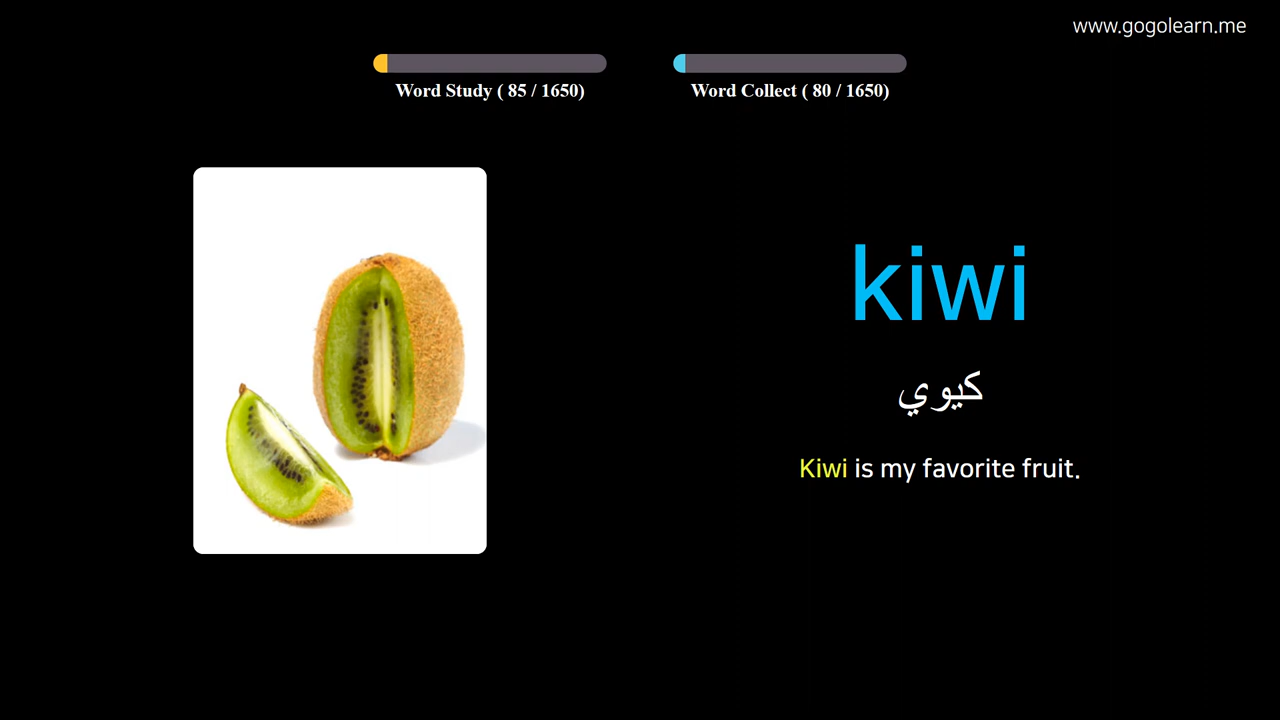 www.gogolearn.me
Word Study ( 85 / 1650)
Word Collect ( 80 / 1650)
kiwi
كيوي
Kiwi is my favorite fruit.